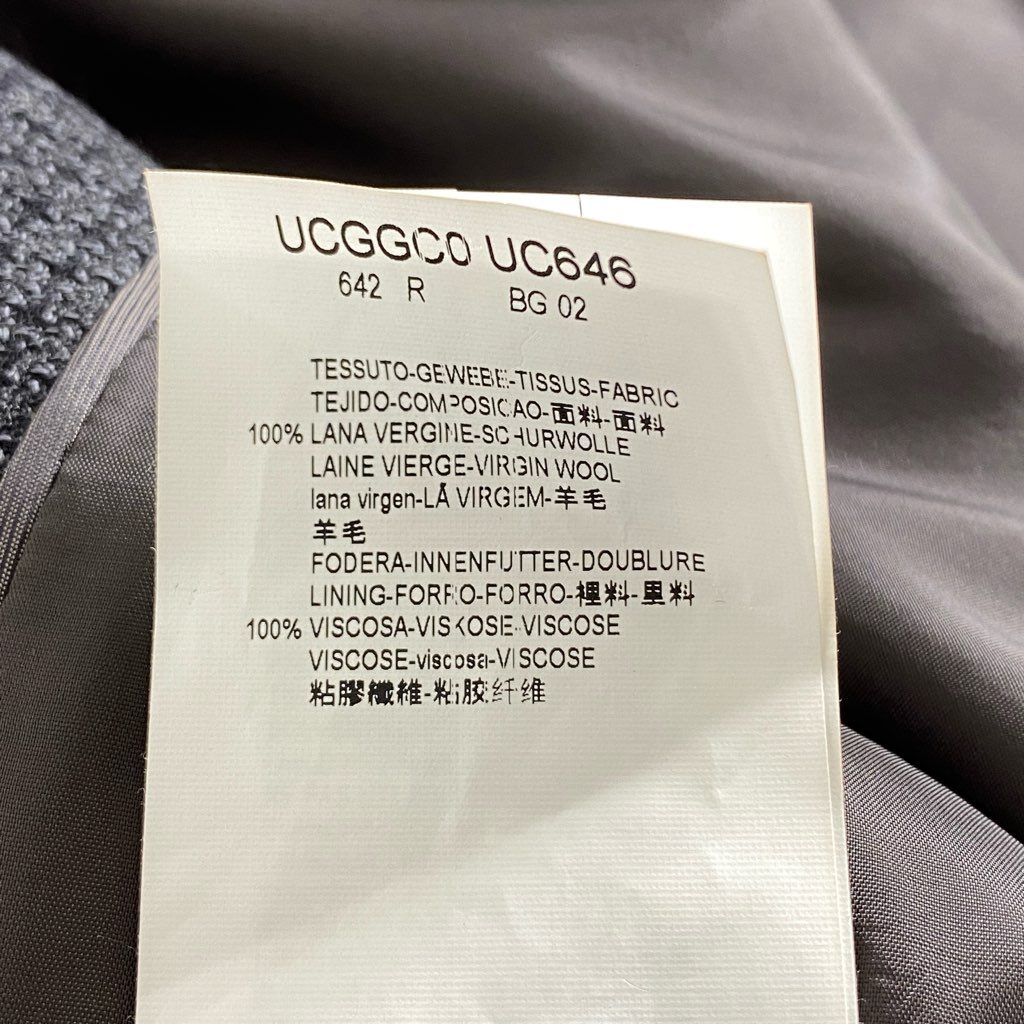 UCGGC0 UC646
642 R BG 02
TESSUTO-GEWEBE-TISSUS-FABRIC
TEJIDO-COMPOSICAO-面料-面料
100% LANA VERGINE-SCHURWOLLE
LAINE VIERGE-VIRGIN WOOL
lana virgen-LÃ VIRGEM-羊毛
羊毛
FODERA-INNENFUTTER-DOUBLURE
LINING-FORRO-FORRO-裡料-里料
100% VISCOSA-VISKOSE-VISCOSE
VISCOSE-viscosa-VISCOSE
粘膠纖維-粘胶纤维